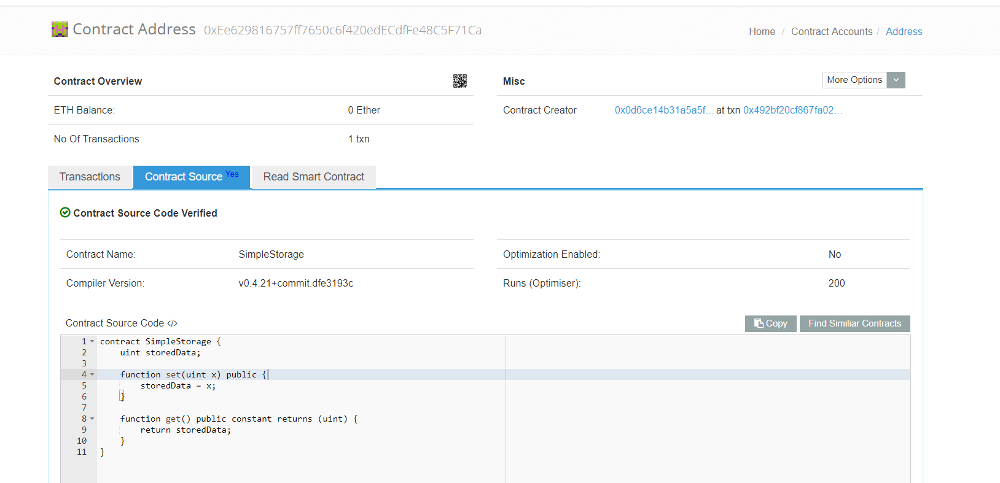 Contract Address 0xEe629816757ff7650c6f420edECdfFe48C5F71Ca
Home / Contract Accounts / Address
Contract Overview
ETH Balance: 0 Ether
No Of Transactions: 1 txn
Misc
More Options
Contract Creator 0x0d6ce14b31a5a5f... at txn 0x492bf20cf867fa02...
Transactions
Contract Source Yes
Read Smart Contract
Contract Source Code Verified
Contract Name: SimpleStorage
Compiler Version: v0.4.21+commit.dfe3193c
Optimization Enabled: No
Runs (Optimiser): 200
Contract Source Code </>
Copy
Find Similiar Contracts
1 contract SimpleStorage {
2     uint storedData;
3
4     function set(uint x) public {
5         storedData = x;
6     }
7
8     function get() public constant returns (uint) {
9         return storedData;
10     }
11 }